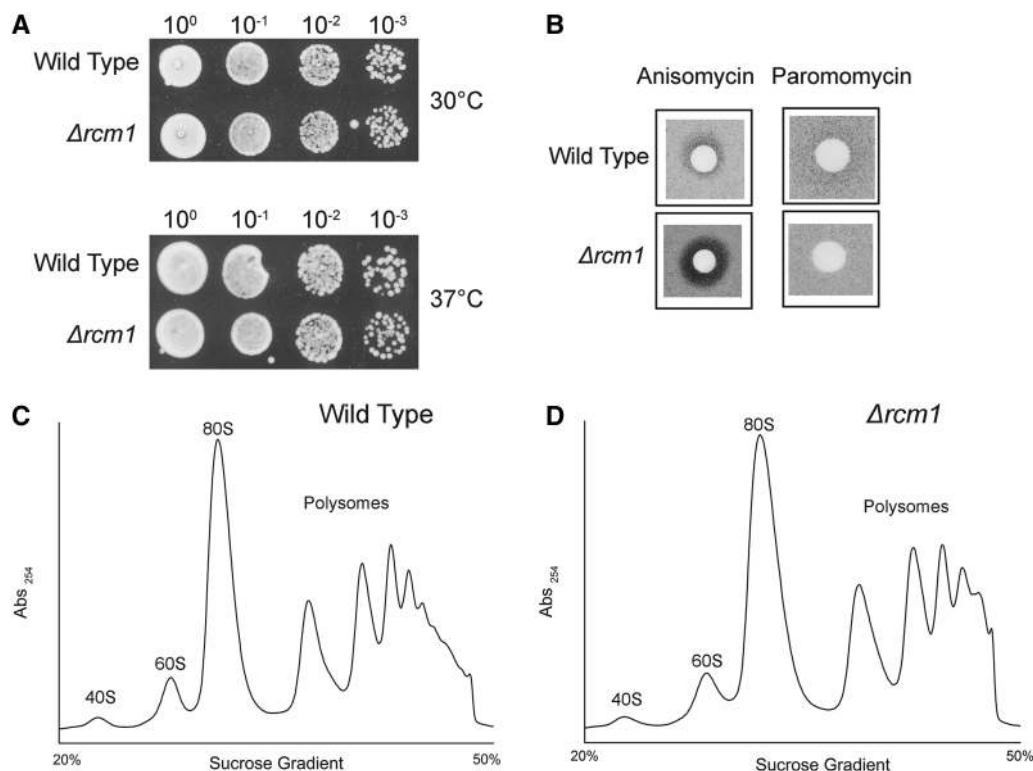 A
10⁰ 10⁻¹ 10⁻² 10⁻³
Wild Type
Δrcm1
30°C
10⁰ 10⁻¹ 10⁻² 10⁻³
Wild Type
Δrcm1
37°C
B
Anisomycin Paromomycin
Wild Type
Δrcm1
C
Wild Type
80S
Polysomes
60S
40S
Abs 254
20% Sucrose Gradient 50%
D
Δrcm1
80S
Polysomes
60S
40S
Abs 254
20% Sucrose Gradient 50%